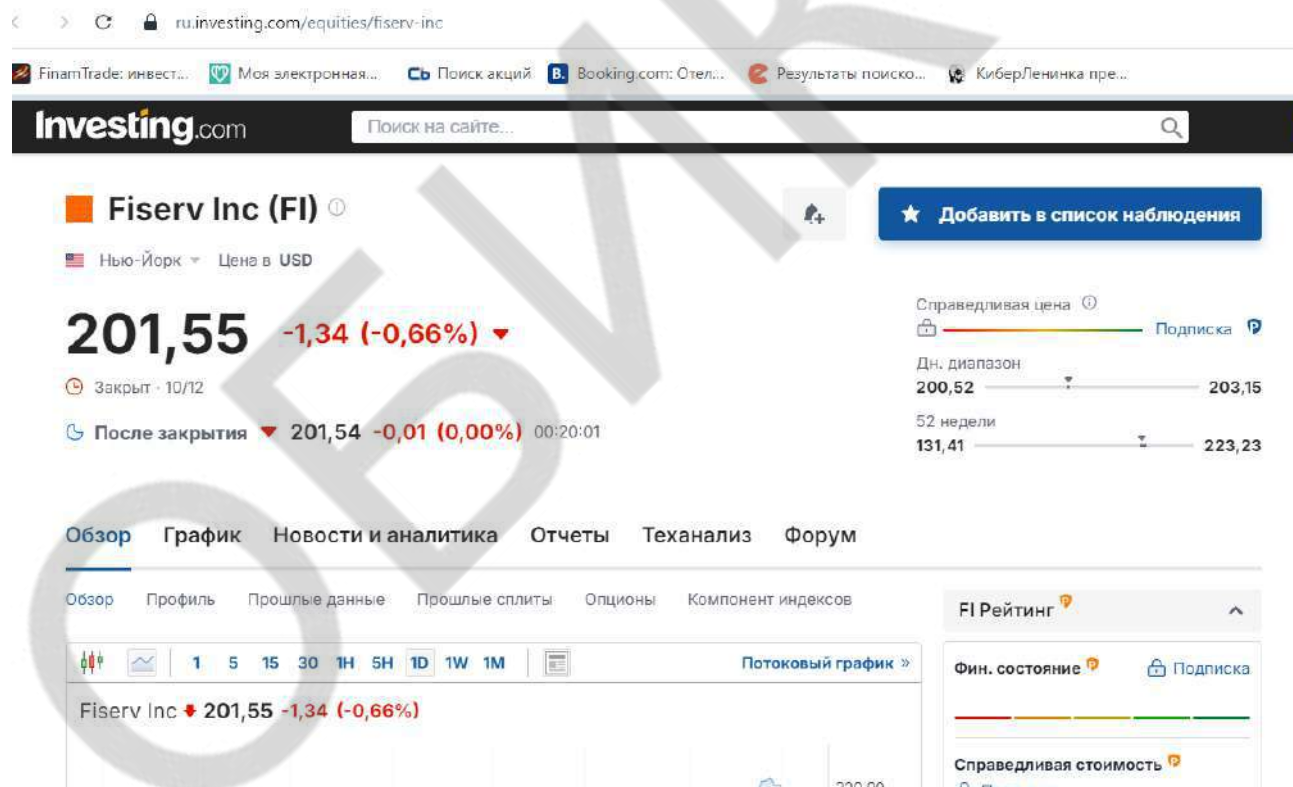 ru.investing.com/equities/fiserv-inc
FinamTrade: инвест... Моя электронная... Сь Поиск акций B. Booking.com: Отел... Результаты поиско... КиберЛенинка пре...
Investing.com Поиск на сайте...
Fiserv Inc (FI)
Добавить в список наблюдения
Нью-Йорк Цена в USD
201,55 -1,34 (-0,66%)
Закрыт · 10/12
После закрытия 201,54 -0,01 (0,00%) 00:20:01
Справедливая цена
Подписка
Дн. диапазон
200,52 203,15
52 недели
131,41 223,23
Обзор График Новости и аналитика Отчеты Теханализ Форум
Обзор Профиль Прошлые данные Прошлые сплиты Опционы Компонент индексов
1 5 15 30 1H 5H 1D 1W 1M Потоковый график »
Fiserv Inc 201,55 -1,34 (-0,66%)
FI Рейтинг
Фин. состояние Подписка
Справедливая стоимость
ОБИК